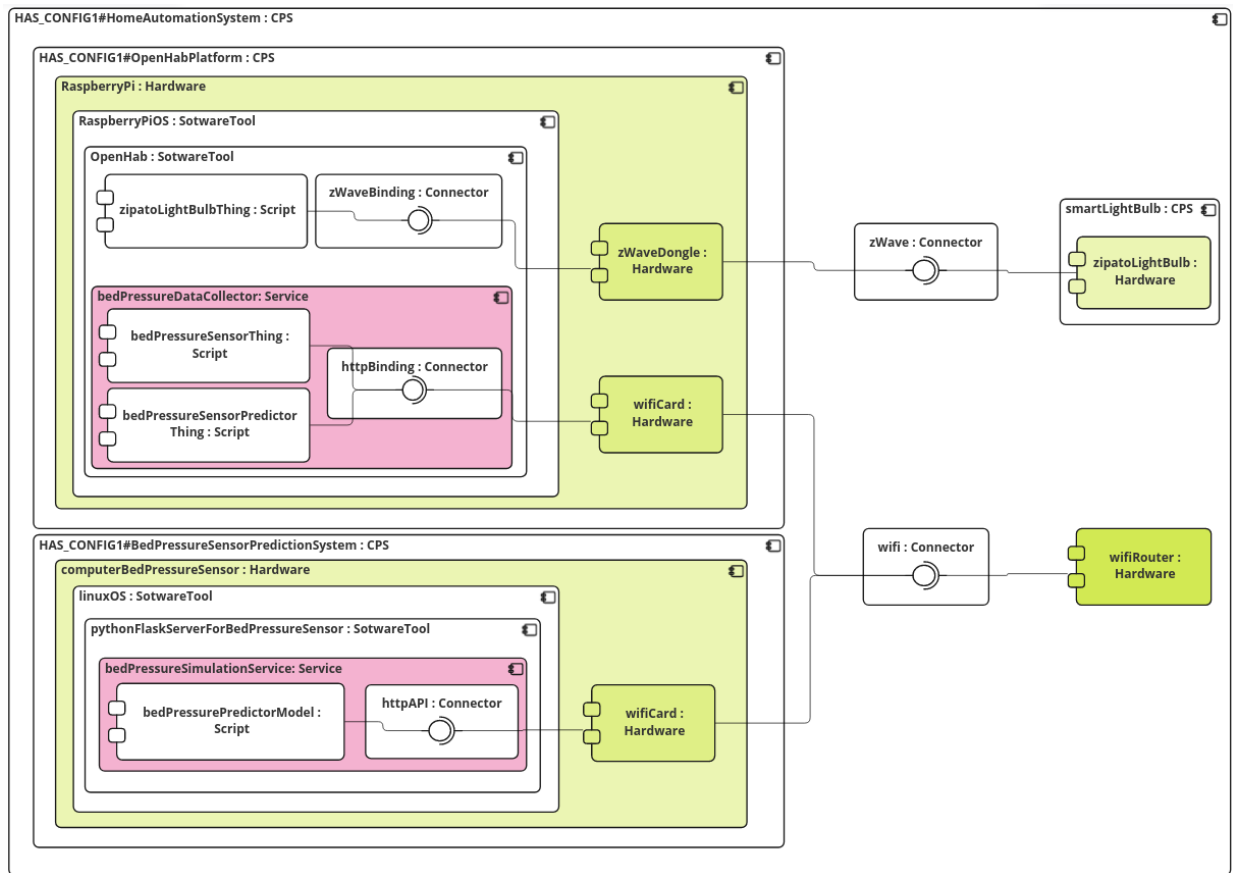 HAS_CONFIG1#HomeAutomationSystem : CPS
HAS_CONFIG1#OpenHabPlatform : CPS
RaspberryPi : Hardware
RaspberryPiOS : SotwareTool
OpenHab : SotwareTool
zipatoLightBulbThing : Script
zWaveBinding : Connector
zWaveDongle :
Hardware
zWave : Connector
smartLightBulb : CPS
zipatoLightBulb :
Hardware
bedPressureDataCollector: Service
bedPressureSensorThing :
Script
httpBinding : Connector
bedPressureSensorPredictor
Thing : Script
wifiCard :
Hardware
HAS_CONFIG1#BedPressureSensorPredictionSystem : CPS
computerBedPressureSensor : Hardware
linuxOS : SotwareTool
pythonFlaskServerForBedPressureSensor : SotwareTool
bedPressureSimulationService: Service
bedPressurePredictorModel :
Script
httpAPI : Connector
wifiCard :
Hardware
wifi : Connector
wifiRouter :
Hardware